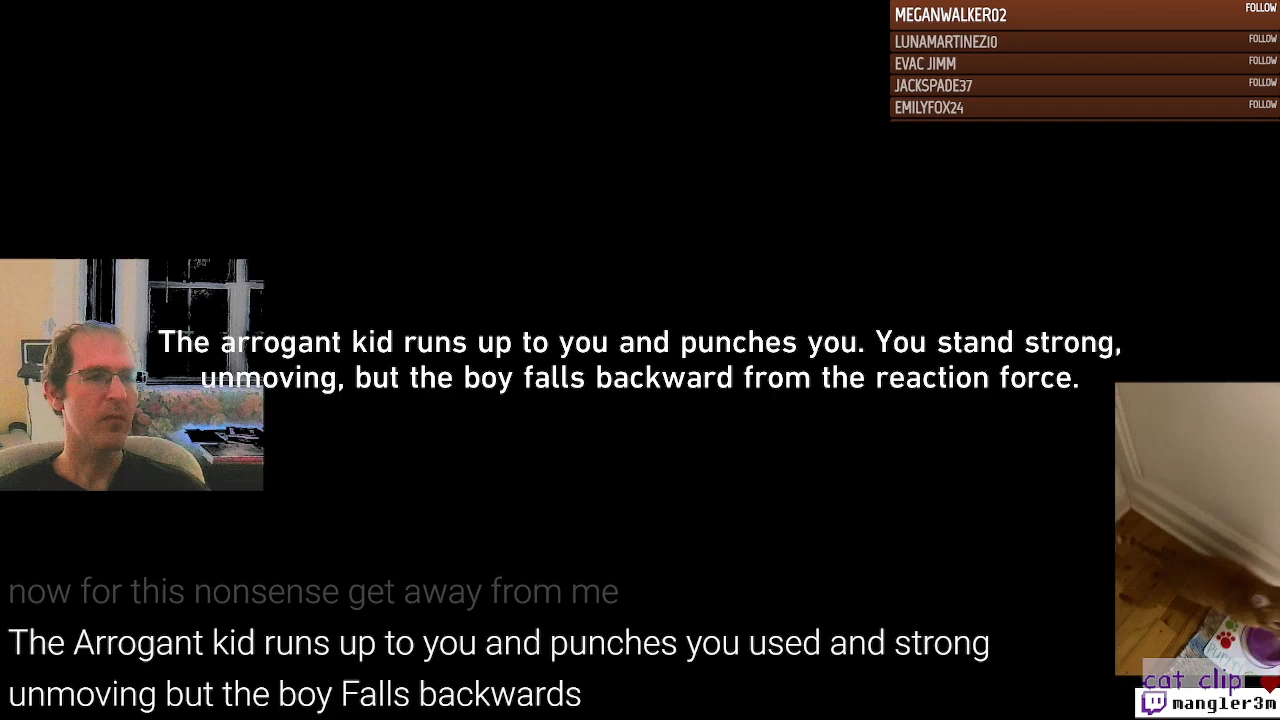 MEGANWALKER02 FOLLOW
LUNAMARTINEZ10 FOLLOW
EVAC JIMM FOLLOW
JACKSPADE37 FOLLOW
EMILYFOX24 FOLLOW
The arrogant kid runs up to you and punches you. You stand strong,
unmoving, but the boy falls backward from the reaction force.
now for this nonsense get away from me
The Arrogant kid runs up to you and punches you used and strong
unmoving but the boy Falls backwards
cat clip
mangler3m